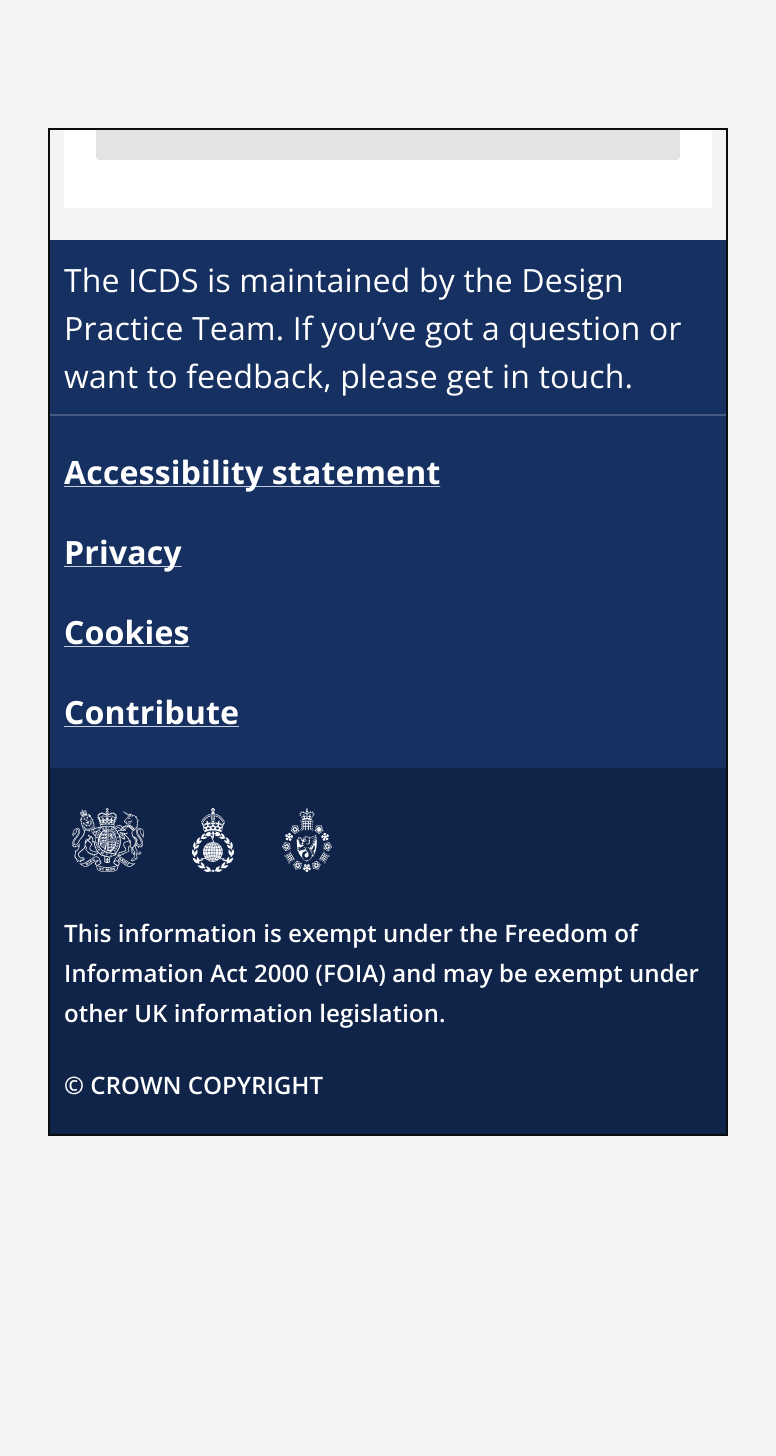 The ICDS is maintained by the Design
Practice Team. If you’ve got a question or
want to feedback, please get in touch.
Accessibility statement
Privacy
Cookies
Contribute
This information is exempt under the Freedom of
Information Act 2000 (FOIA) and may be exempt under
other UK information legislation.
© CROWN COPYRIGHT